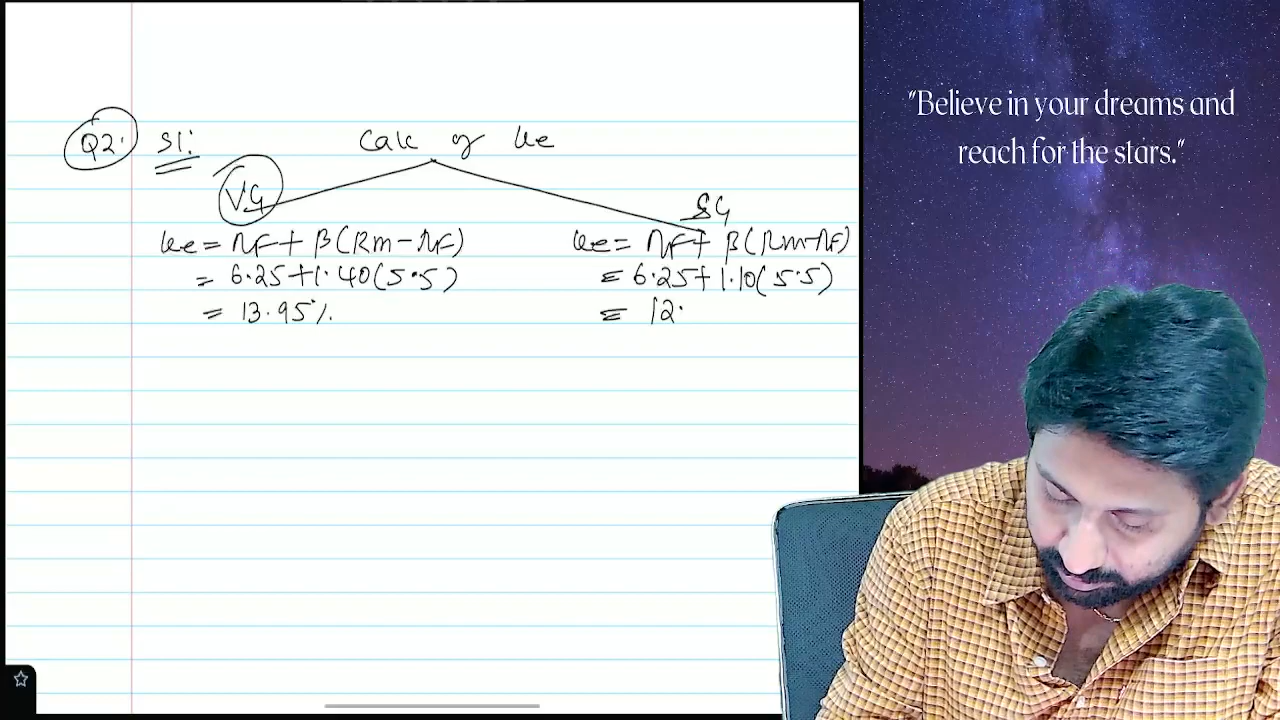 Q2. S1:
Calc of Ke
VG
SG
Ke = RF + β(Rm-RF)
= 6.25+1.40(5.5)
= 13.95%
Ke = RF + β(Rm-RF)
= 6.25+1.10(5.5)
= 12.
"Believe in your dreams and
reach for the stars."